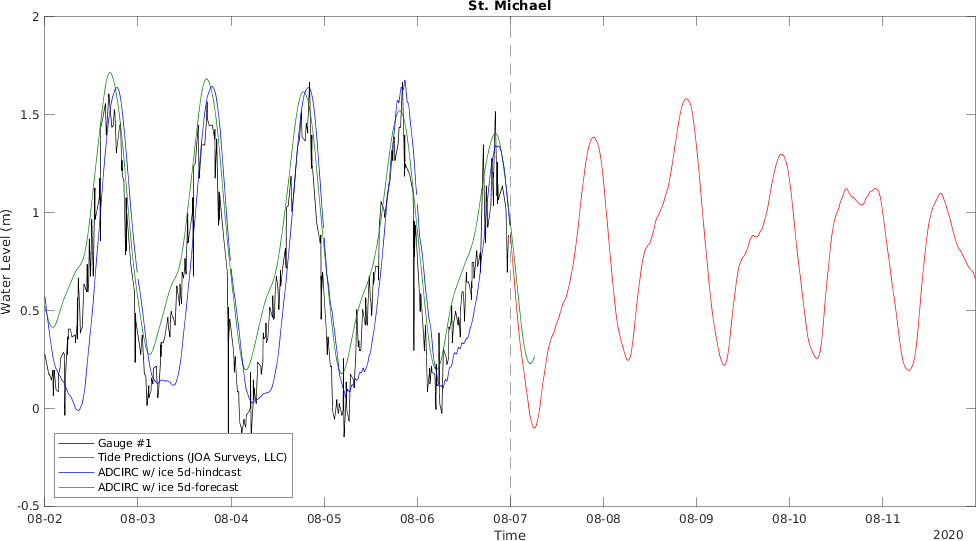 St. Michael
2
1.5
1
0.5
0
-0.5
Water Level (m)
Gauge #1
Tide Predictions (JOA Surveys, LLC)
ADCIRC w/ ice 5d-hindcast
ADCIRC w/ ice 5d-forecast
08-02 08-03 08-04 08-05 08-06 08-07 08-08 08-09 08-10 08-11
Time
2020